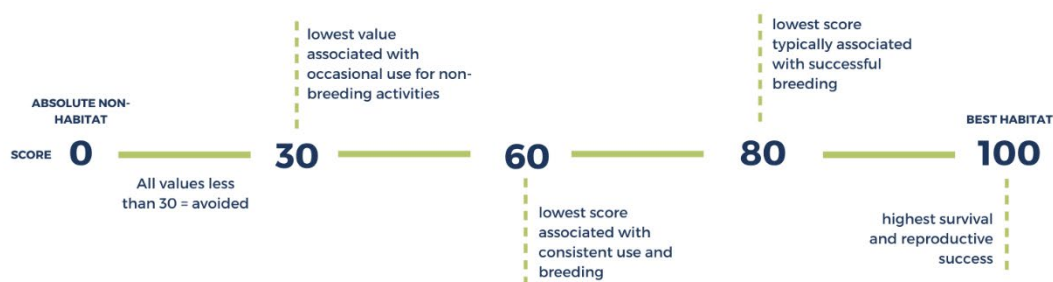 lowest value
associated with
occasional use for non-
breeding activities
lowest score
typically associated
with successful
breeding
ABSOLUTE NON-
HABITAT
BEST HABITAT
SCORE 0 30 60 80 100
All values less
than 30 = avoided
lowest score
associated with
consistent use and
breeding
highest survival
and reproductive
success